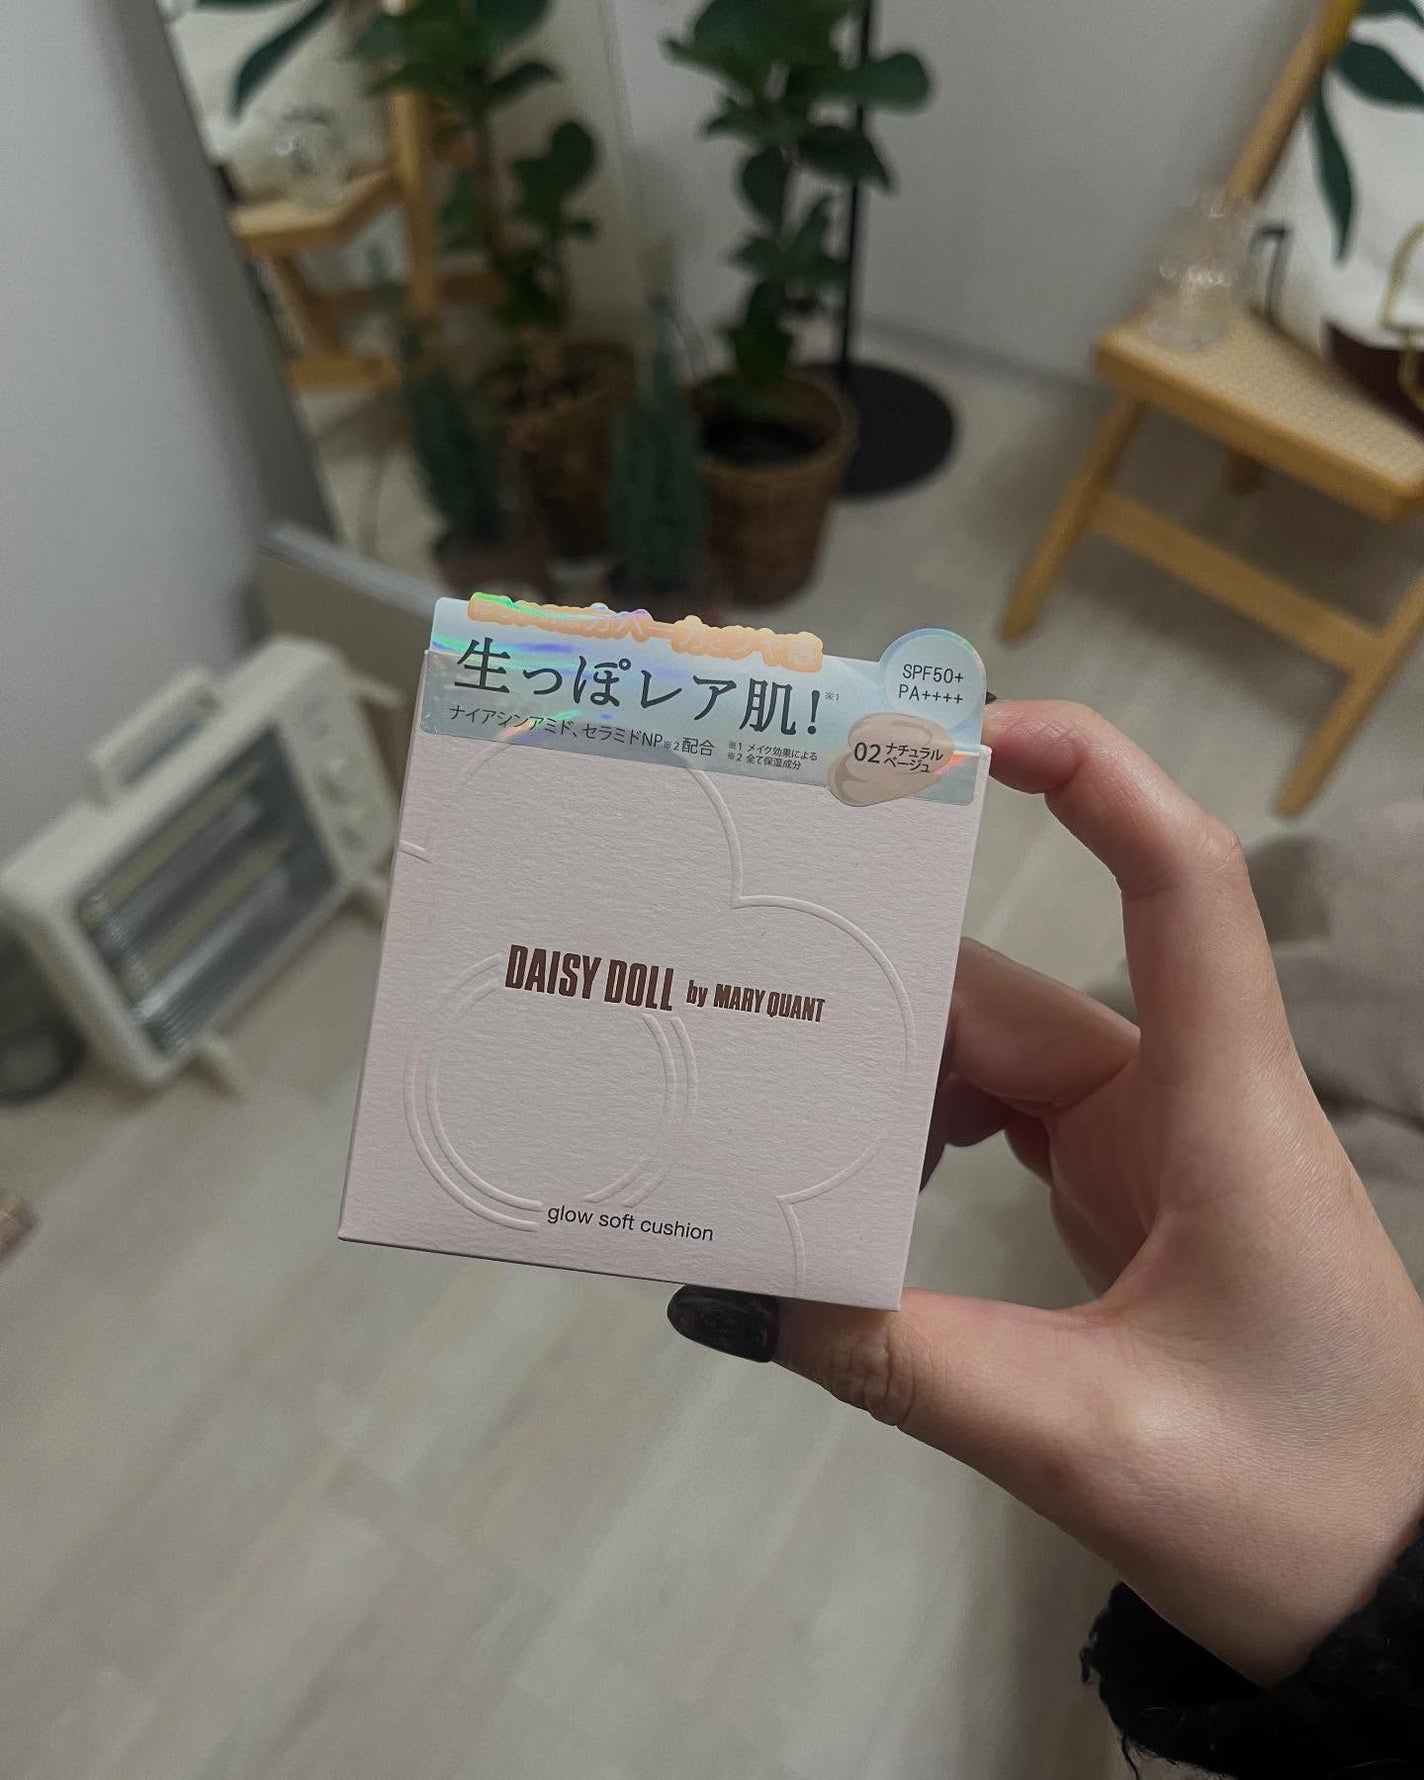 生っぽレア肌!※1
ナイアシンアミド、セラミドNP※2配合
※1 メイク効果による
※2 全て保湿成分
SPF50+
PA++++
02 ナチュラル
ベージュ
DAISY DOLL by MARY QUANT
glow soft cushion